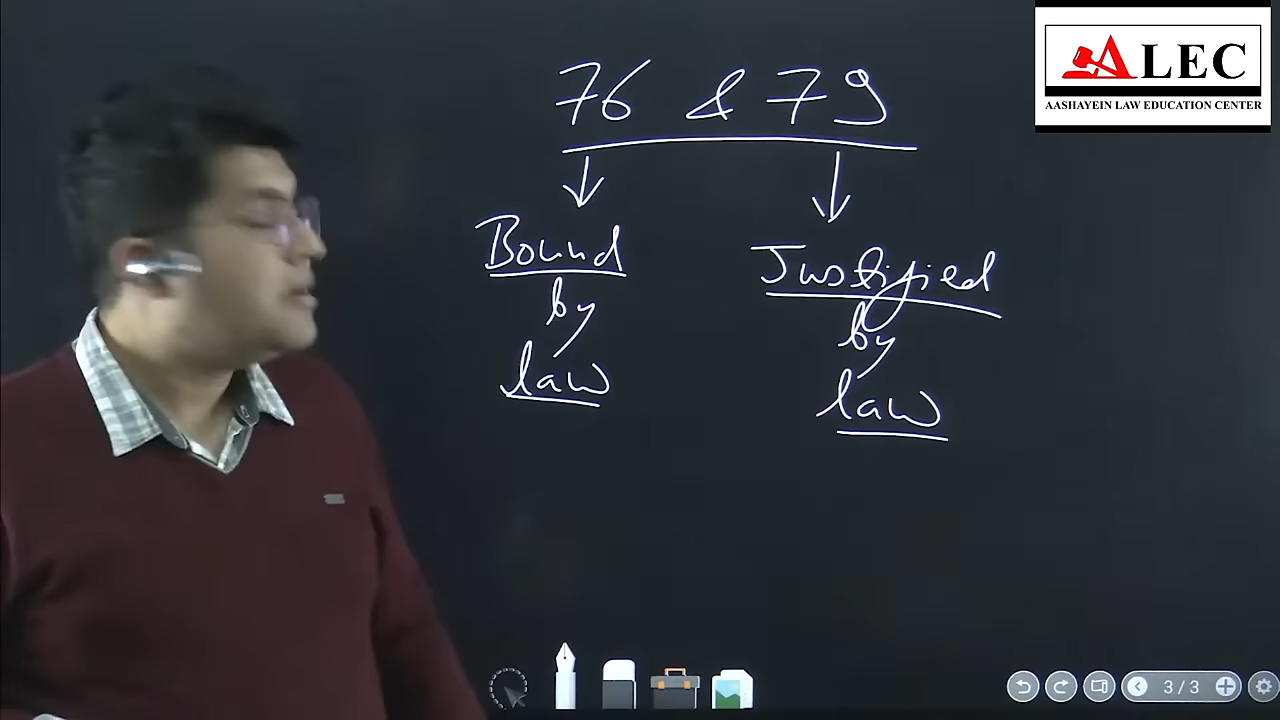 ALEC
AASHAYEIN LAW EDUCATION CENTER
76 & 79
Bound
by
law
Justified
by
law
3/3